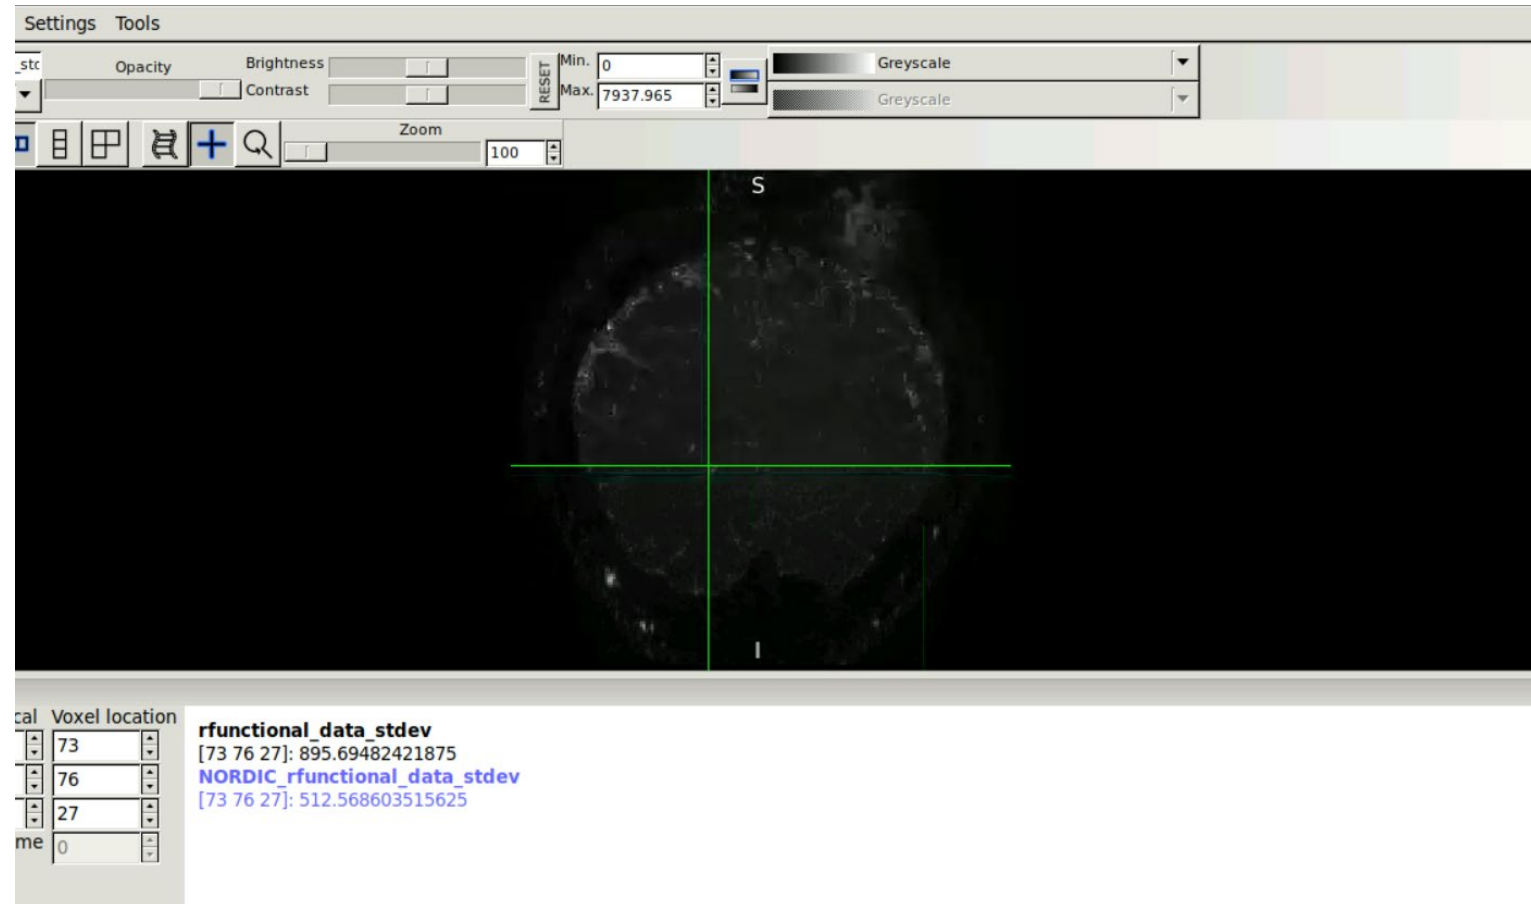 Settings Tools
_stc
Opacity
Brightness
Contrast
RESET
Min. 0
Max. 7937.965
Greyscale
Greyscale
Zoom
100
S
I
cal Voxel location
73
76
27
me 0
rfunctional_data_stdev
[73 76 27]: 895.69482421875
NORDIC_rfunctional_data_stdev
[73 76 27]: 512.568603515625